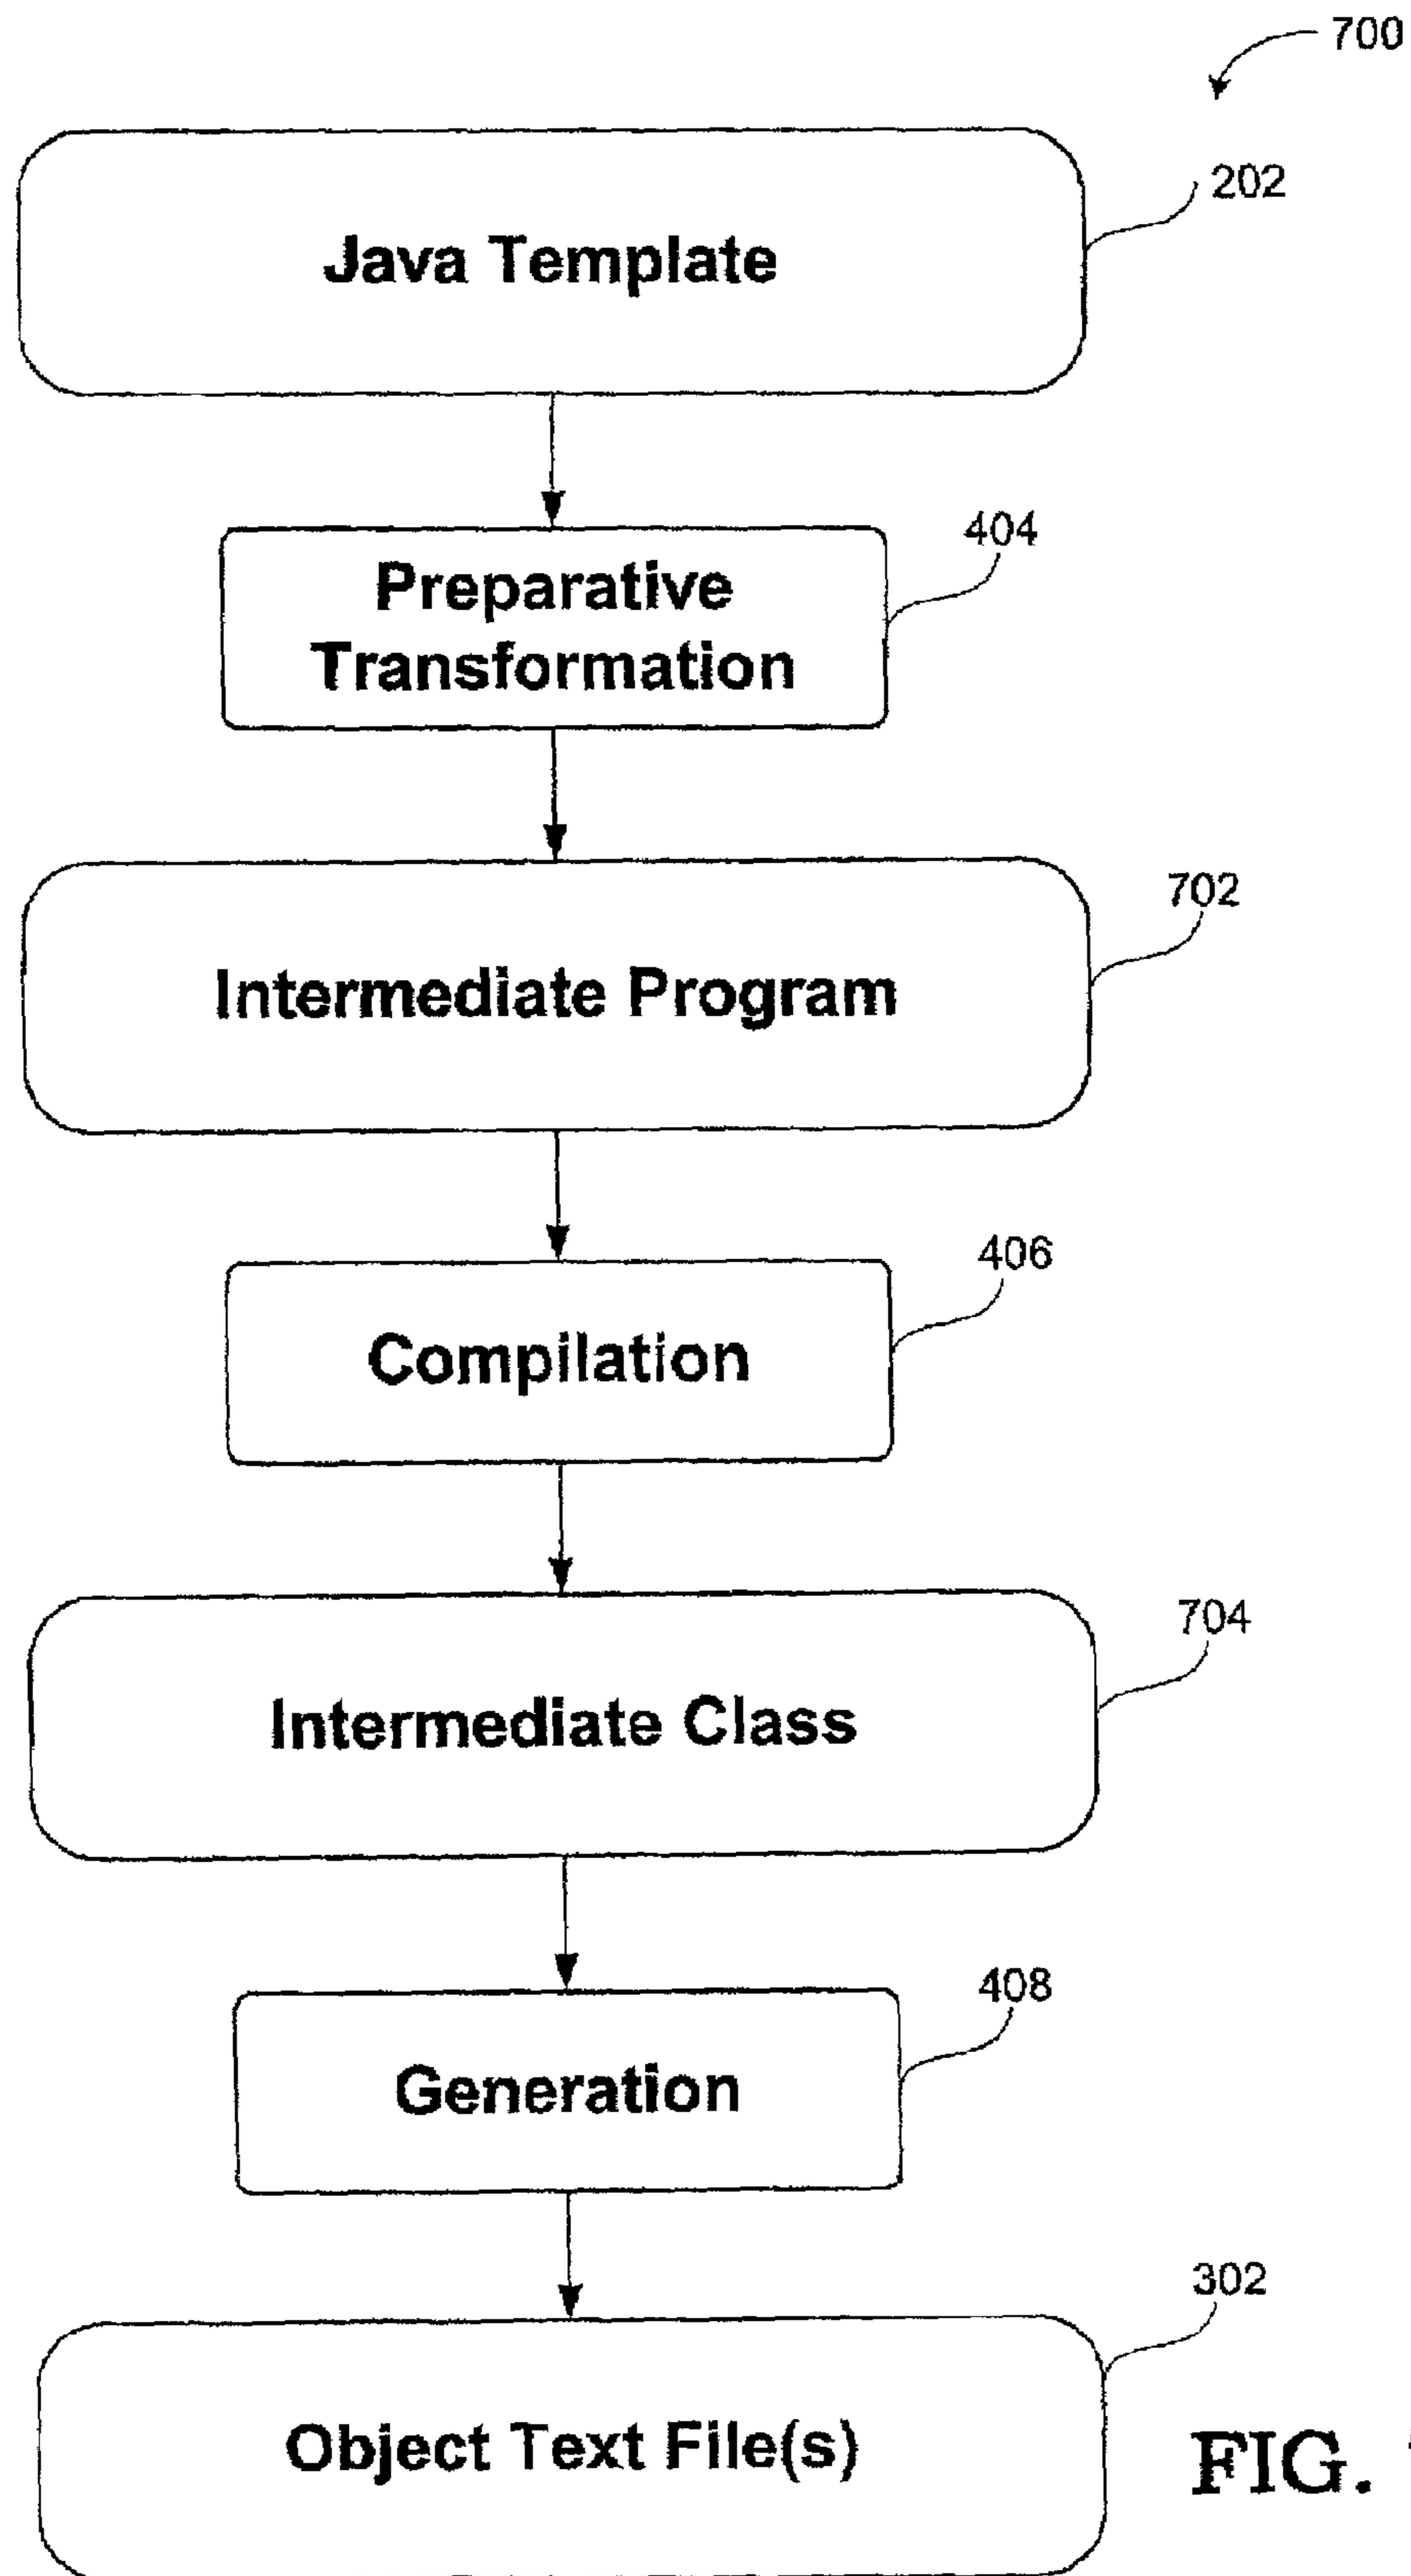 700
202
Java Template
404
Preparative
Transformation
702
Intermediate Program
406
Compilation
704
Intermediate Class
408
Generation
302
Object Text File(s)
FIG.